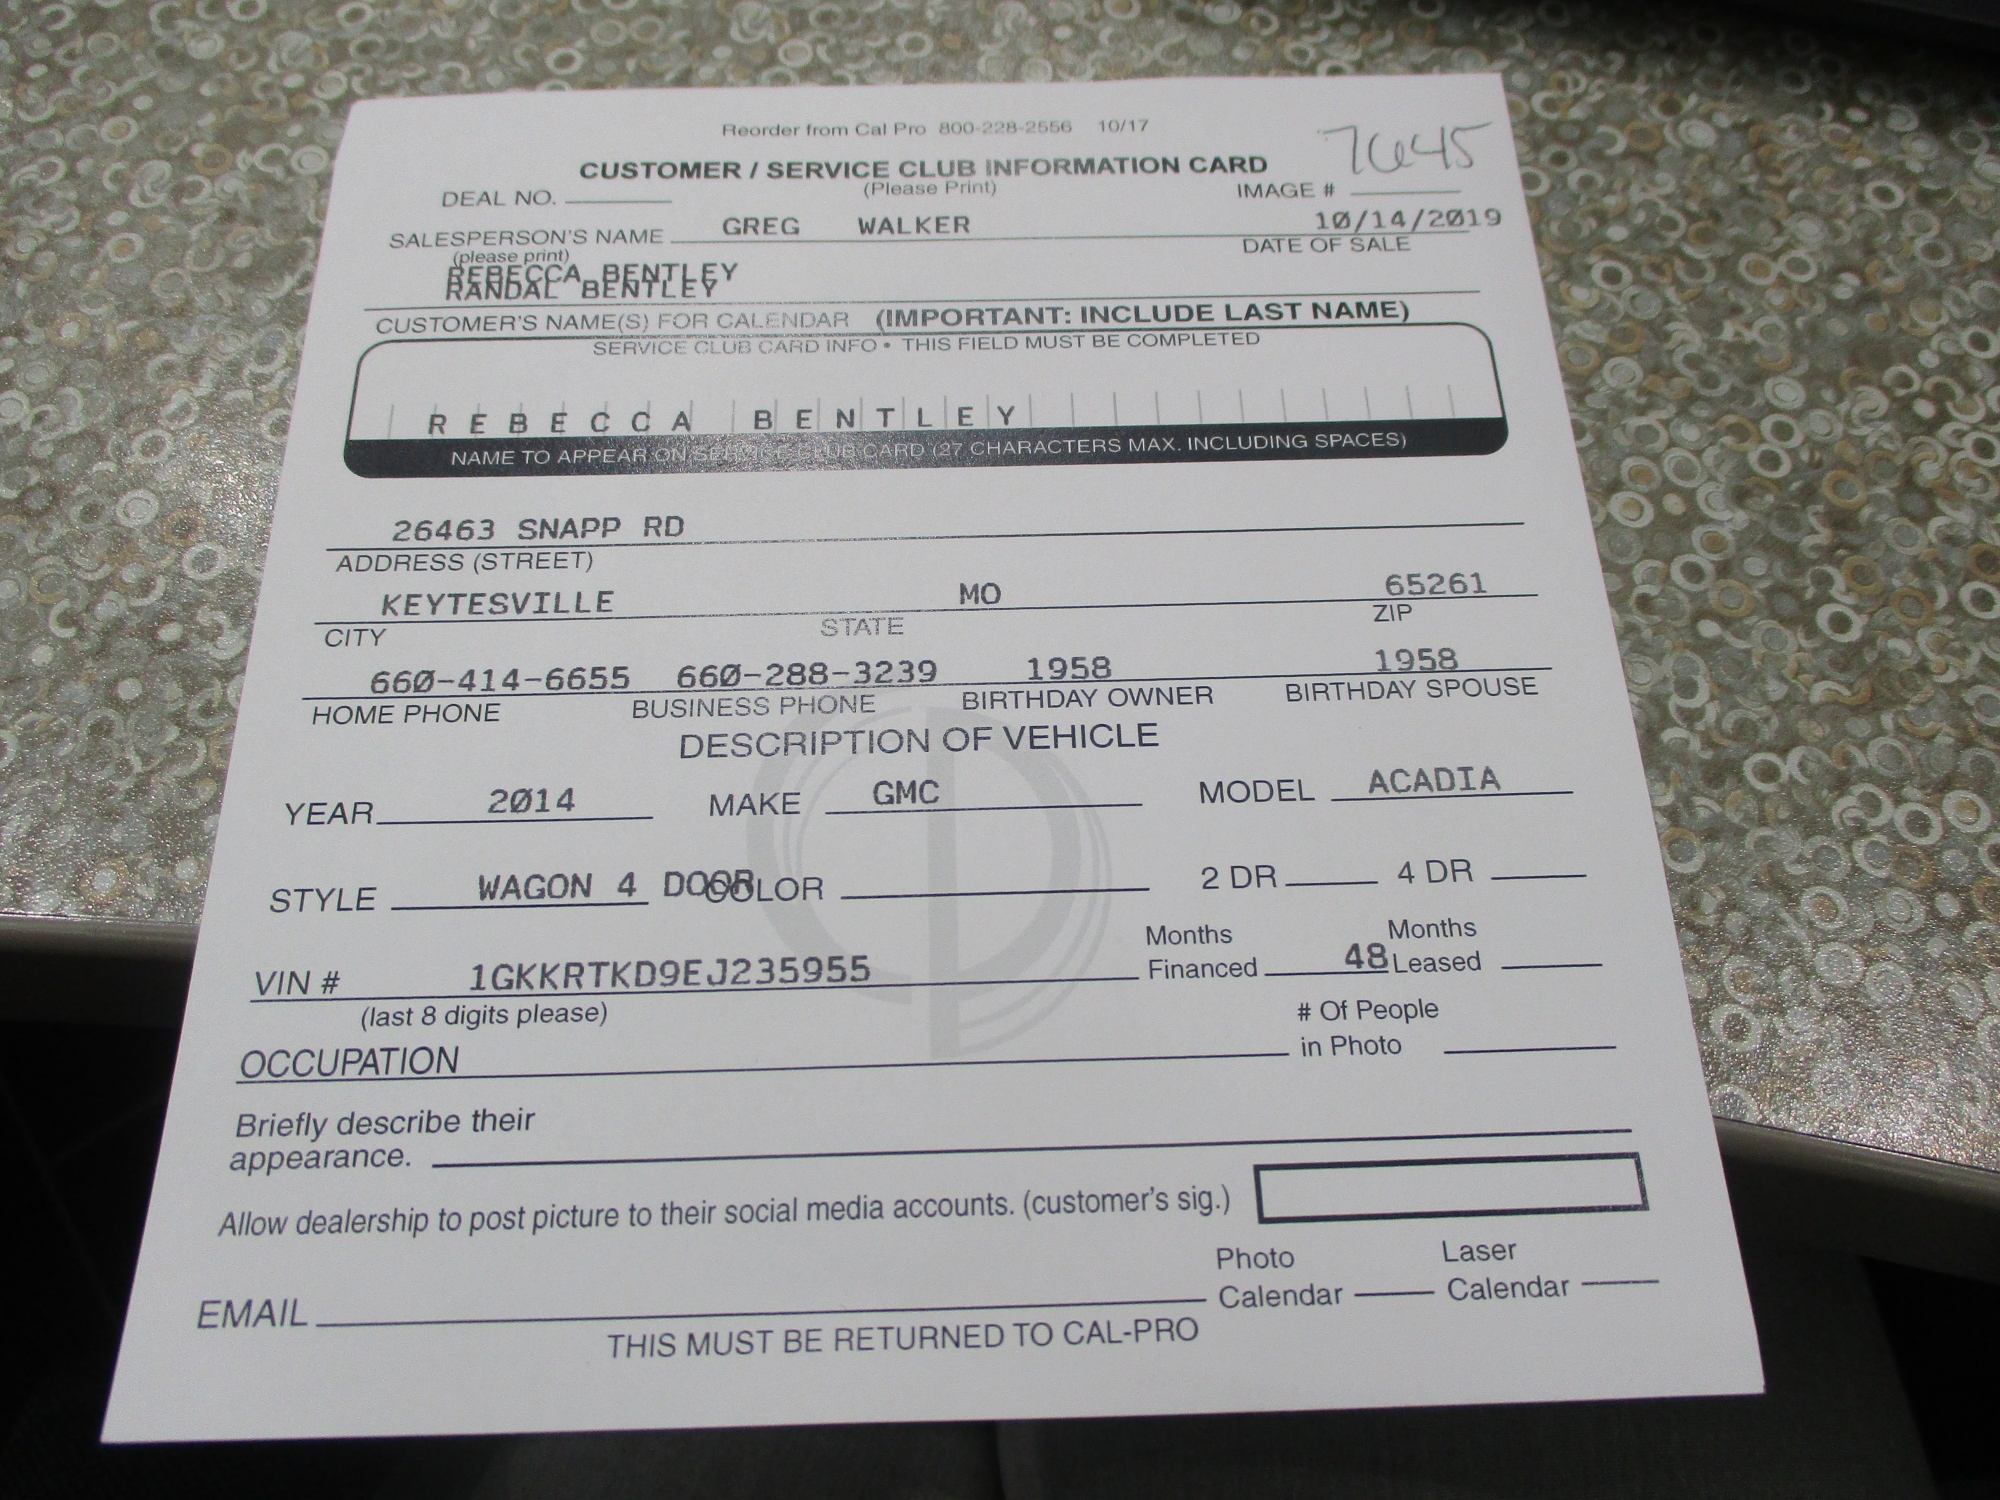 Reorder from Cal Pro 800-228-2556 10/17
CUSTOMER / SERVICE CLUB INFORMATION CARD 7645
DEAL NO. (Please Print) IMAGE #
SALESPERSON'S NAME GREG WALKER 10/14/2019
(please print) DATE OF SALE
REBECCA BENTLEY
RANDAL BENTLEY
CUSTOMER'S NAME(S) FOR CALENDAR (IMPORTANT: INCLUDE LAST NAME)
SERVICE CLUB CARD INFO • THIS FIELD MUST BE COMPLETED
REBECCA BENTLEY
NAME TO APPEAR ON SERVICE CLUB CARD (27 CHARACTERS MAX. INCLUDING SPACES)
26463 SNAPP RD
ADDRESS (STREET)
KEYTESVILLE MO 65261
CITY STATE ZIP
660-414-6655 660-288-3239 1958 1958
HOME PHONE BUSINESS PHONE BIRTHDAY OWNER BIRTHDAY SPOUSE
DESCRIPTION OF VEHICLE
YEAR 2014 MAKE GMC MODEL ACADIA
STYLE WAGON 4 DOOR COLOR 2 DR 4 DR
VIN # 1GKKRTKD9EJ235955 Months Financed 48 Months Leased
(last 8 digits please)
OCCUPATION # Of People in Photo
Briefly describe their
appearance.
Allow dealership to post picture to their social media accounts. (customer's sig.)
EMAIL Photo Calendar Laser Calendar
THIS MUST BE RETURNED TO CAL-PRO